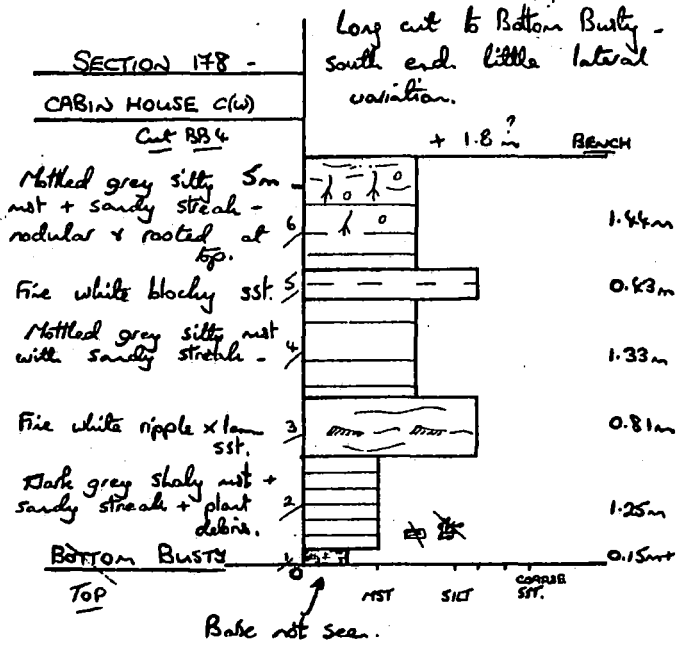 Long cut to Bottom Busty -
south end. little lateral
variation.
SECTION 178 -
CABIN HOUSE C(W)
Cut BB4
+ 1.8 m ?
BENCH
Mottled grey silty
mst + sandy streak -
nodular & rooted at
top.
5m
6
1.44m
Fine white blocky sst.
5
0.43m
Mottled grey silty mst
with sandy streak -
4
1.33m
Fine white ripple x lam
sst.
3
0.81m
Dark grey shaly mst +
sandy streak + plant
debris.
2
1.25m
BOTTOM BUSTY
1
0.15m+
TOP
0
MST
SILT
COARSE
SST.
Base not seen.